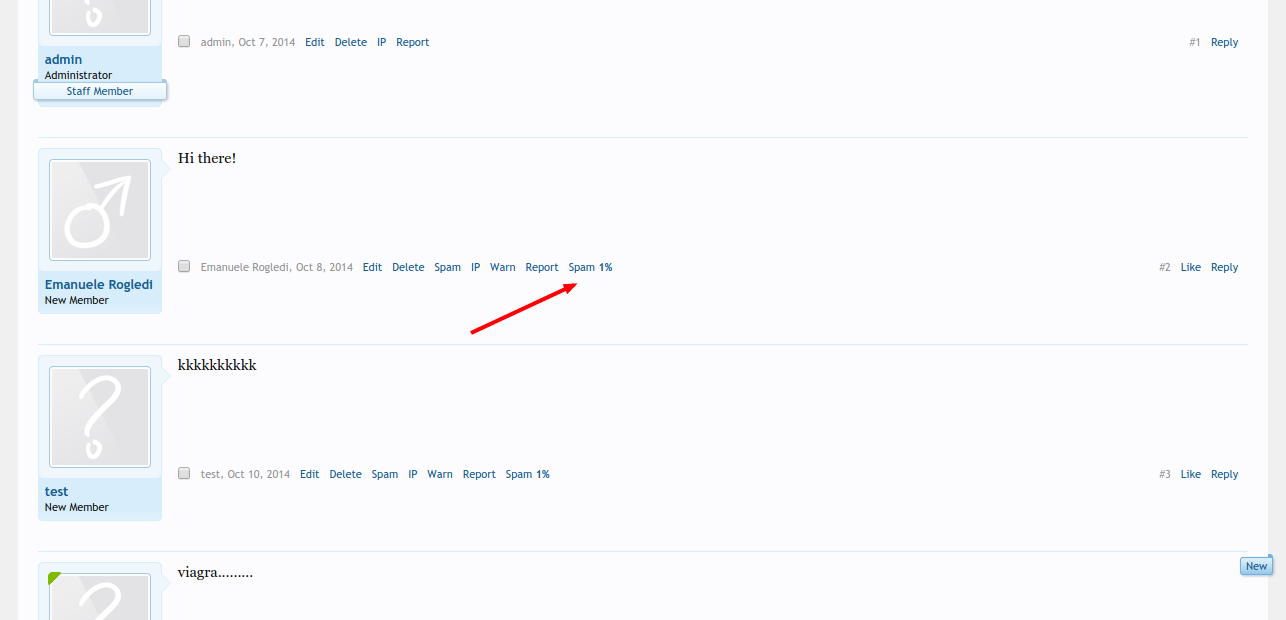 admin, Oct 7, 2014 Edit Delete IP Report #1 Reply
admin
Administrator
Staff Member
Hi there!
Emanuele Rogledi, Oct 8, 2014 Edit Delete Spam IP Warn Report Spam 1% #2 Like Reply
Emanuele Rogledi
New Member
kkkkkkkkkk
test, Oct 10, 2014 Edit Delete Spam IP Warn Report Spam 1% #3 Like Reply
test
New Member
New
viagra.........